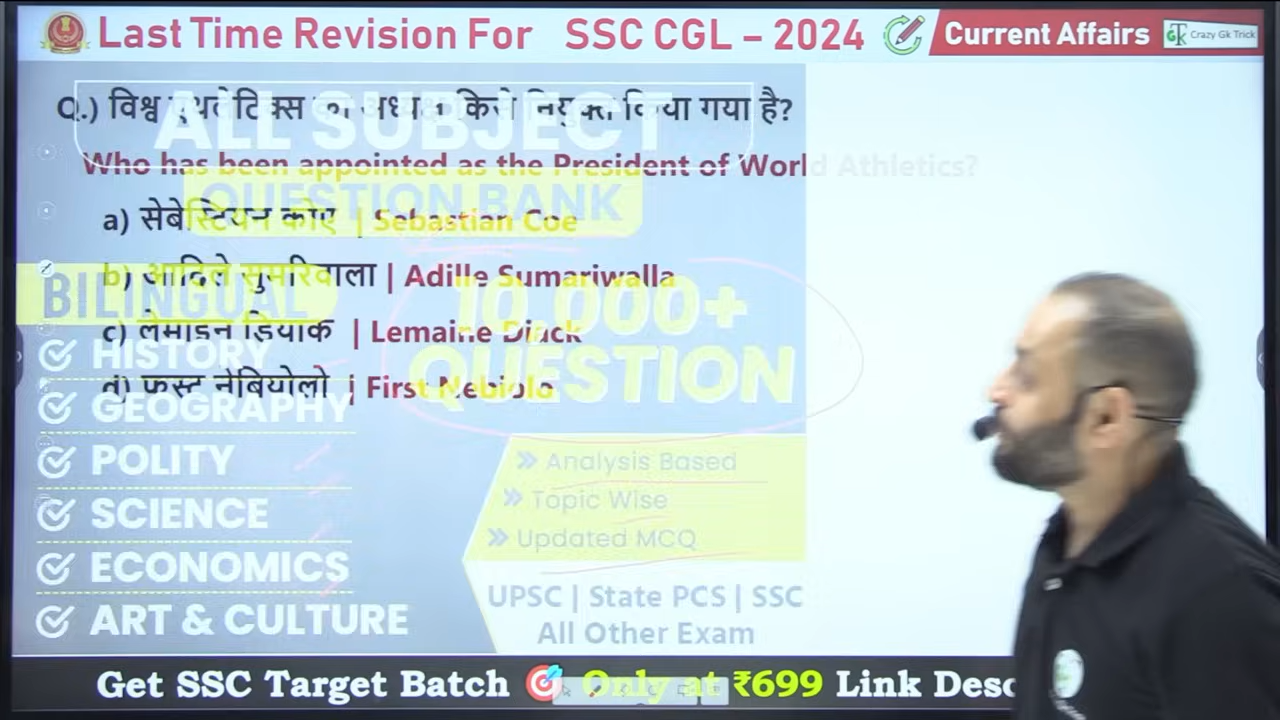 Last Time Revision For SSC CGL – 2024
Current Affairs
Crazy Gk Trick
Q.) विश्व एथलेटिक्स का अध्यक्ष किसे नियुक्त किया गया है?
ALL SUBJECT
Who has been appointed as the President of World Athletics?
QUESTION BANK
a) सेबेस्टियन कोए | Sebastian Coe
b) आदिले सुमरिवाला | Adille Sumariwalla
BILINGUAL
10,000+
c) लेमाइन डियाक | Lemaine Diack
HISTORY
QUESTION
d) फर्स्ट नेबियोलो | First Nebiolo
GEOGRAPHY
POLITY
Analysis Based
Topic Wise
SCIENCE
Updated MCQ
ECONOMICS
UPSC | State PCS | SSC
ART & CULTURE
All Other Exam
Get SSC Target Batch Only at ₹699 Link Desc